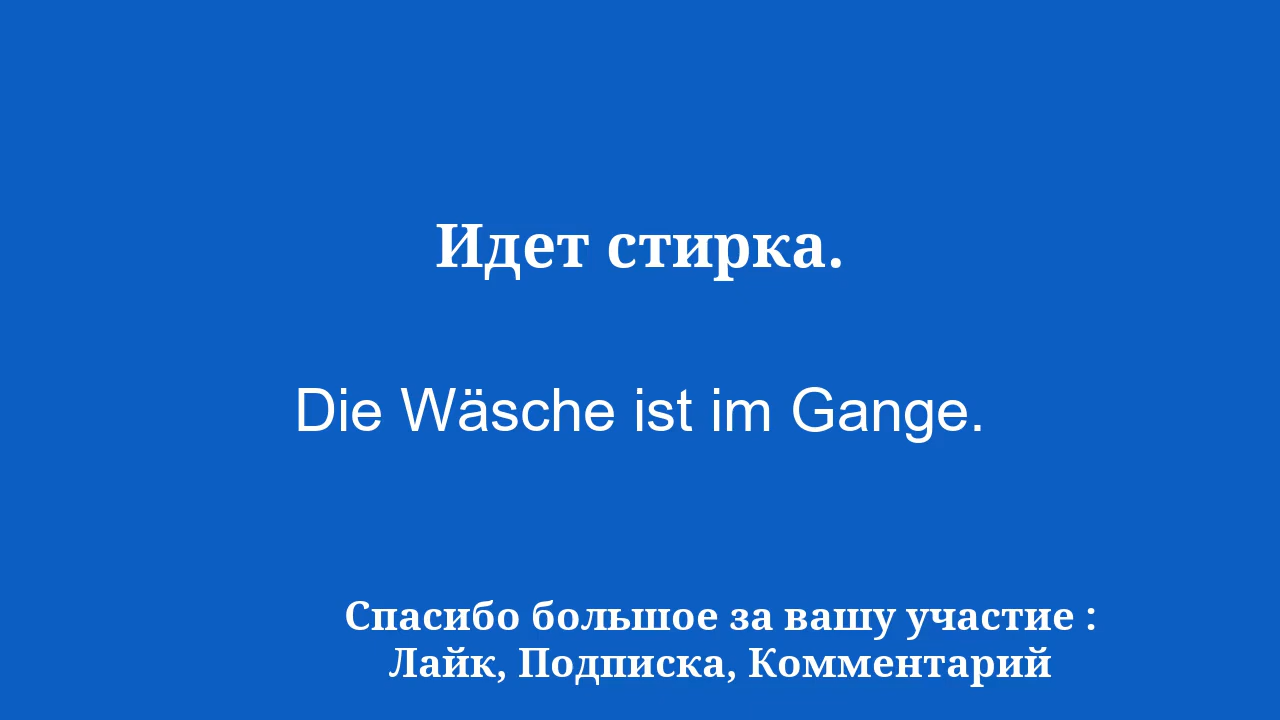 Идет стирка.
Die Wäsche ist im Gange.
Спасибо большое за вашу участие :
Лайк, Подписка, Комментарий